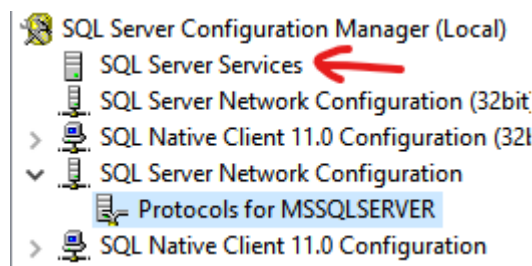 SQL Server Configuration Manager (Local)
SQL Server Services
SQL Server Network Configuration (32bit
SQL Native Client 11.0 Configuration (32
SQL Server Network Configuration
Protocols for MSSQLSERVER
SQL Native Client 11.0 Configuration